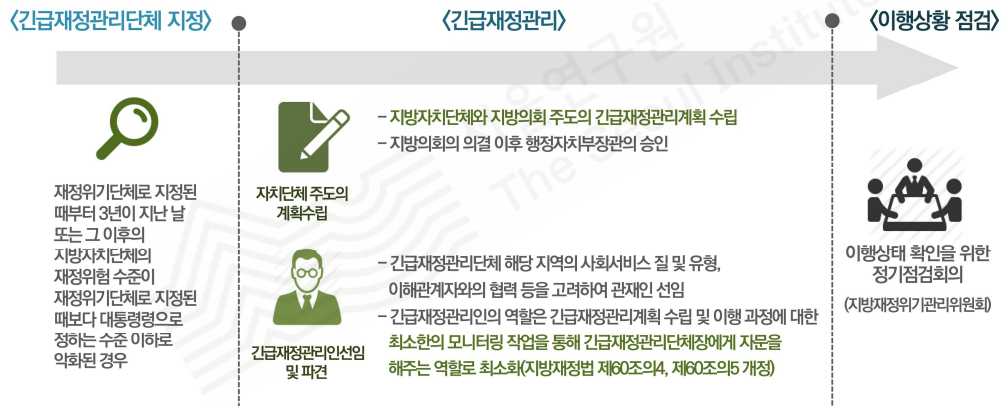 〈긴급재정관리단체 지정〉
〈긴급재정관리〉
〈이행상황 점검〉
재정위기단체로 지정된
때부터 3년이 지난 날
또는 그 이후의
지방자치단체의
재정위험 수준이
재정위기단체로 지정된
때보다 대통령령으로
정하는 수준 이하로
악화된 경우
자치단체 주도의
계획수립
- 지방자치단체와 지방의회 주도의 긴급재정관리계획 수립
- 지방의회의 의결 이후 행정자치부장관의 승인
긴급재정관리인선임
및 파견
- 긴급재정관리단체 해당 지역의 사회서비스 질 및 유형,
이해관계자와의 협력 등을 고려하여 관재인 선임
- 긴급재정관리인의 역할은 긴급재정관리계획 수립 및 이행 과정에 대한
최소한의 모니터링 작업을 통해 긴급재정관리단체장에게 자문을
해주는 역할로 최소화(지방재정법 제60조의4, 제60조의5 개정)
이행상태 확인을 위한
정기점검회의
(지방재정위기관리위원회)
서울연구원
The Seoul Institute